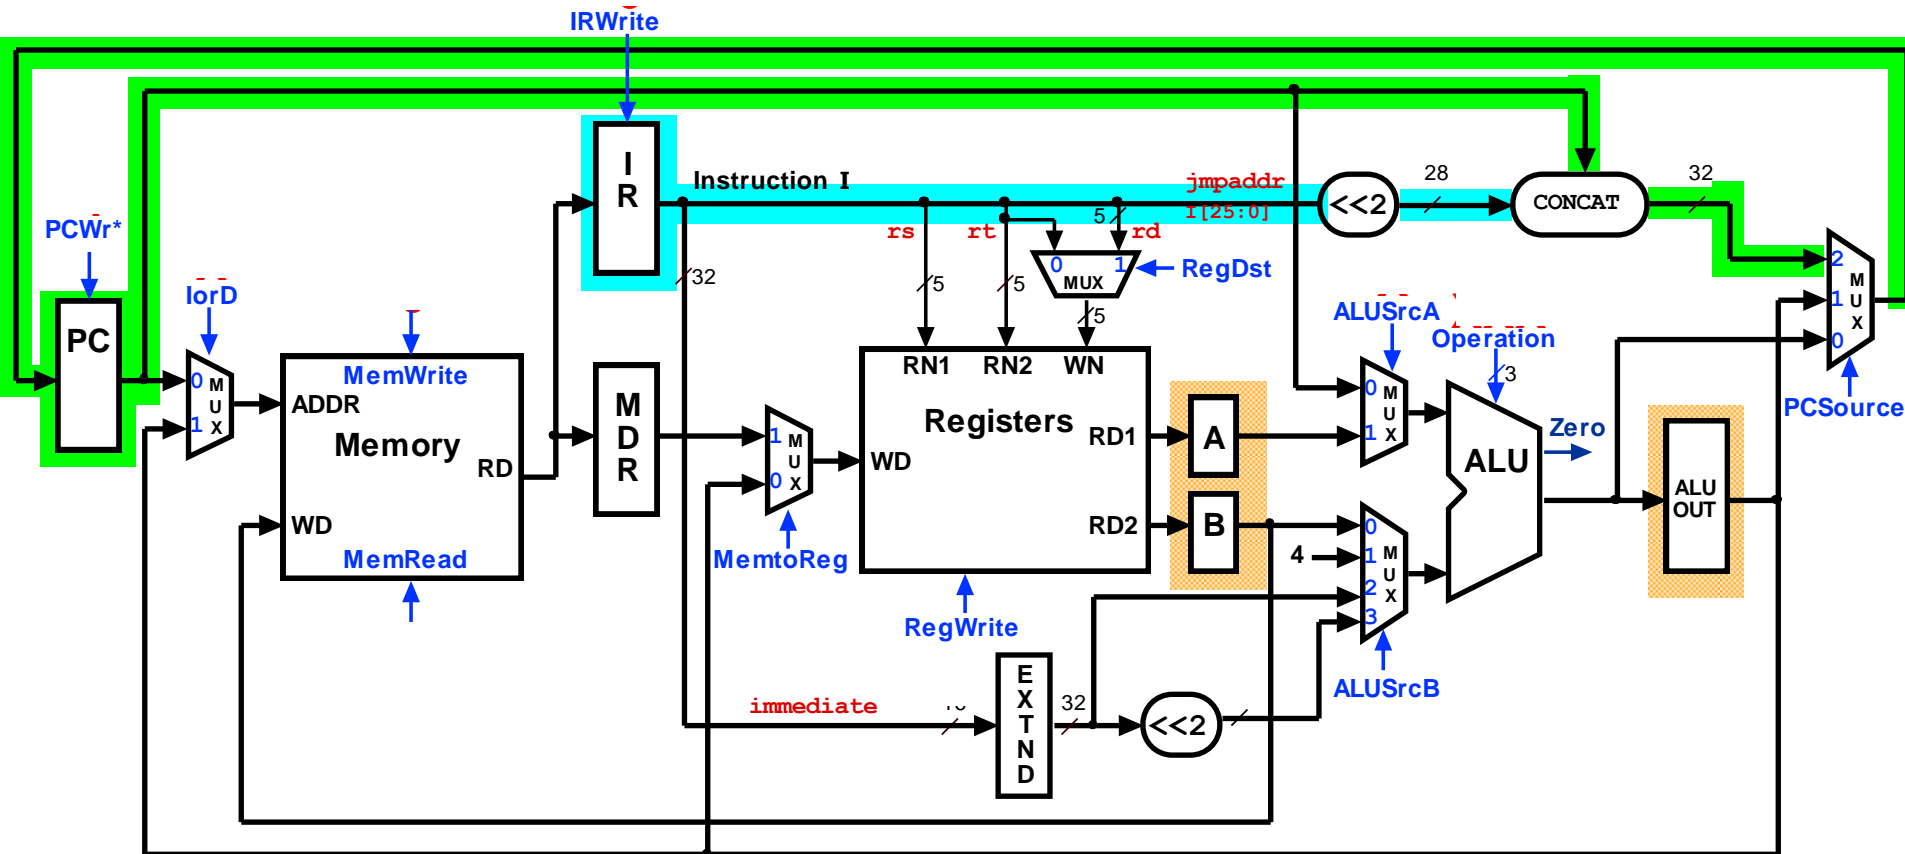 IRWrite
I
R
Instruction I
jmpaddr
I[25:0]
<<2
28
CONCAT
32
PCWr*
PC
IorD
0
1
M
U
X
MemWrite
ADDR
Memory
RD
WD
MemRead
32
M
D
R
rs
rt
rd
5
5
5
5
0
1
MUX
RegDst
RN1
RN2
WN
Registers
RD1
RD2
WD
1
0
M
U
X
MemtoReg
RegWrite
A
B
ALUSrcA
0
1
M
U
X
Operation
3
ALU
Zero
4
0
1
2
3
M
U
X
ALUSrcB
ALU
OUT
2
1
0
M
U
X
PCSource
immediate
E
X
T
N
D
32
<<2